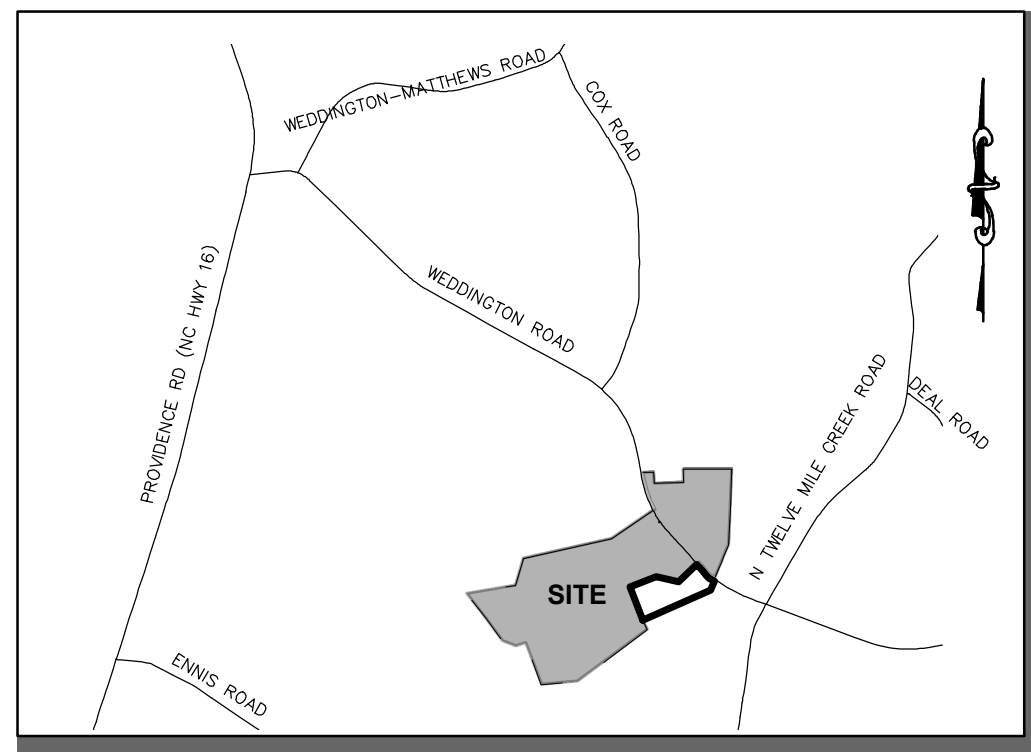 WEDDINGTON-MATTHEWS ROAD
COX ROAD
PROVIDENCE RD (NC HWY 16)
WEDDINGTON ROAD
N TWELVE MILE CREEK ROAD
DEAL ROAD
SITE
ENNIS ROAD